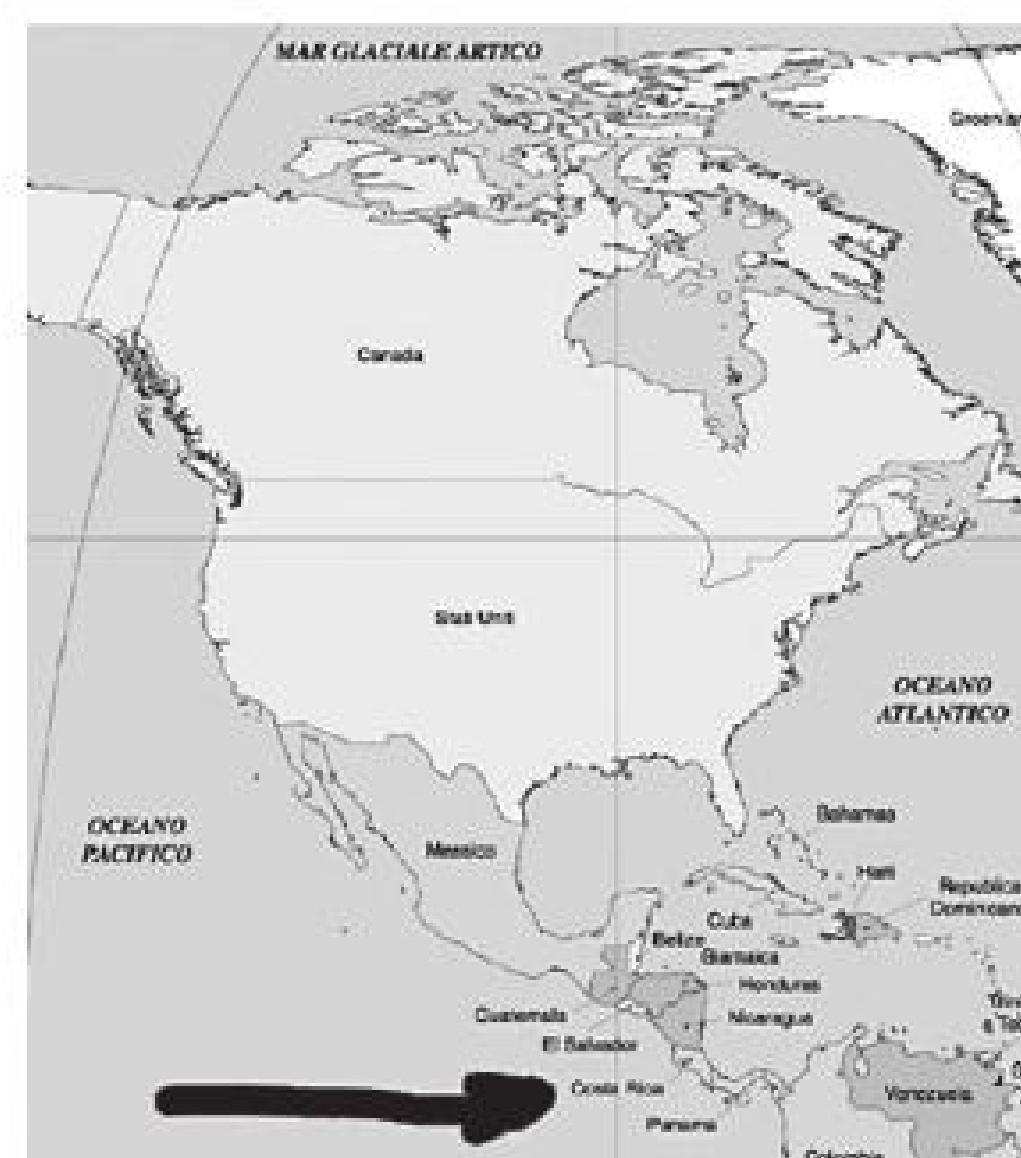 MAR GLACIALE ARTICO
Canada
Stati Uniti
OCEANO
ATLANTICO
OCEANO
PACIFICO
Bahamas
Messico
Haiti
Repubblica
Cuba
Belize
Giamaica
Honduras
Guatemala
Nicaragua
El Salvador
Costa Rica
Venezuela
Panama
Colombia